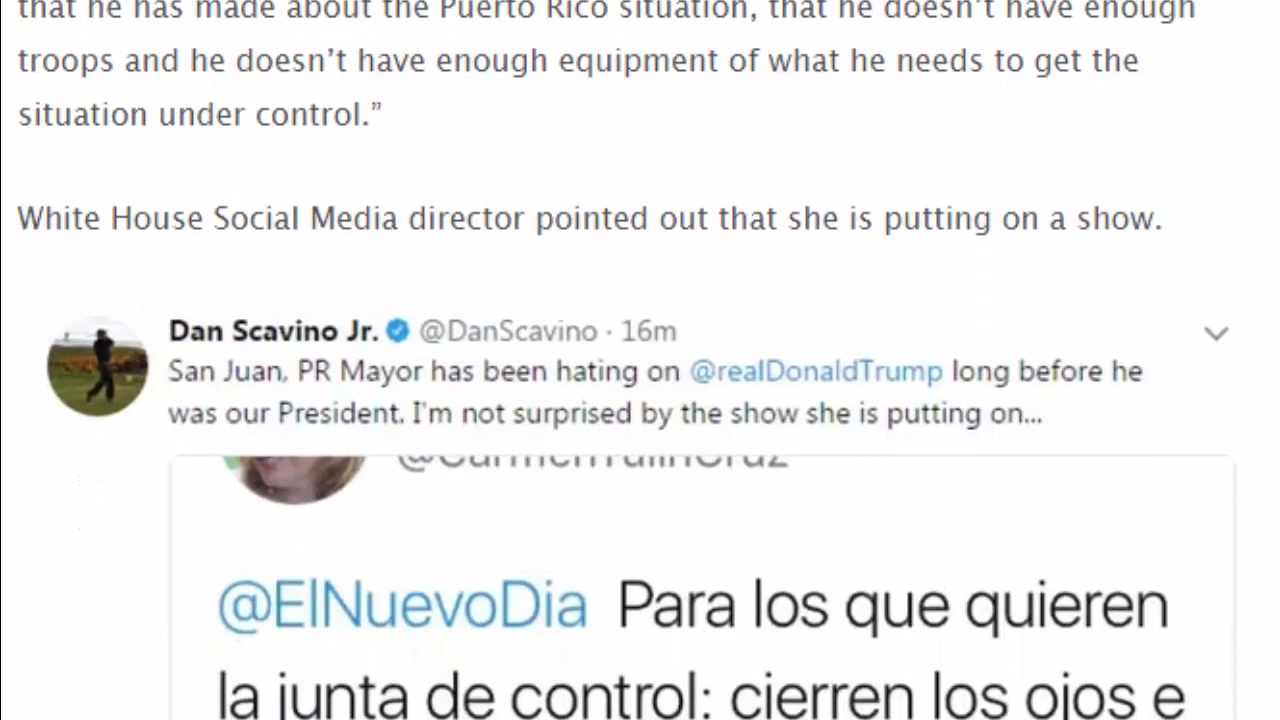 that he has made about the Puerto Rico situation, that he doesn’t have enough
troops and he doesn’t have enough equipment of what he needs to get the
situation under control.”
White House Social Media director pointed out that she is putting on a show.
Dan Scavino Jr. @DanScavino · 16m
San Juan, PR Mayor has been hating on @realDonaldTrump long before he
was our President. I'm not surprised by the show she is putting on...
@CarmenYulinCruz
@ElNuevoDia Para los que quieren
la junta de control: cierren los ojos e